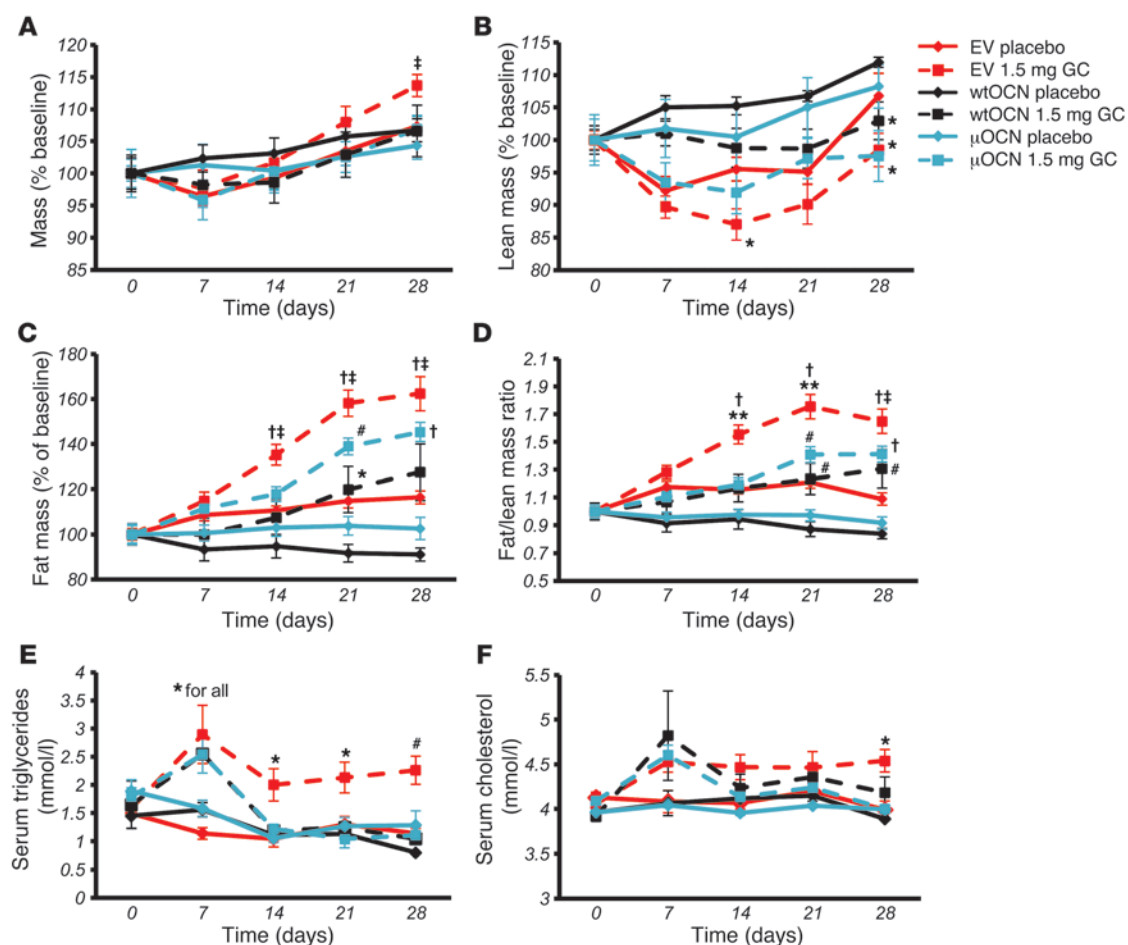 A
Mass (% baseline)
120
115
110
105
100
95
90
85
0 7 14 21 28
Time (days)
‡
B
Lean mass (% baseline)
115
110
105
100
95
90
85
80
0 7 14 21 28
Time (days)
*
*
*
*
EV placebo
EV 1.5 mg GC
wtOCN placebo
wtOCN 1.5 mg GC
µOCN placebo
µOCN 1.5 mg GC
C
Fat mass (% of baseline)
180
160
140
120
100
80
0 7 14 21 28
Time (days)
†‡
†‡
†‡
#
†
*
D
Fat/lean mass ratio
2.1
1.9
1.7
1.5
1.3
1.1
0.9
0.7
0.5
0 7 14 21 28
Time (days)
†
**
†
**
†‡
#
†
#
#
E
Serum triglycerides
(mmol/l)
4
3.5
3
2.5
2
1.5
1
0.5
0
0 7 14 21 28
Time (days)
* for all
*
*
#
F
Serum cholesterol
(mmol/l)
5.5
5
4.5
4
3.5
3
0 7 14 21 28
Time (days)
*